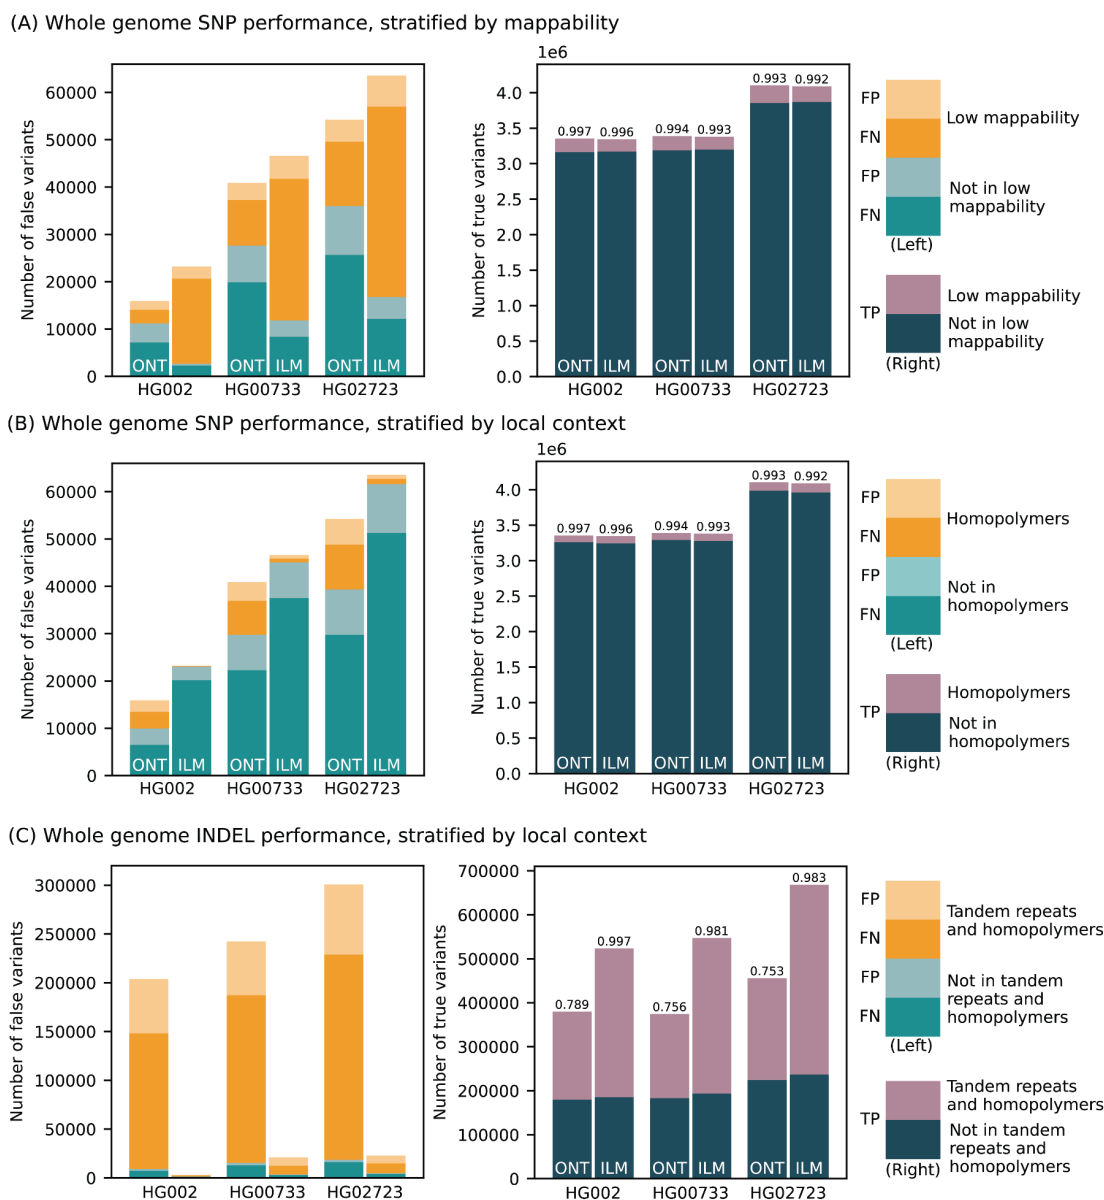 (A) Whole genome SNP performance, stratified by mappability
Number of false variants
60000
50000
40000
30000
20000
10000
0
ONT ILM ONT ILM ONT ILM
HG002 HG00733 HG02723
1e6
Number of true variants
4.0
3.5
3.0
2.5
2.0
1.5
1.0
0.5
0.0
0.997 0.996 0.994 0.993 0.993 0.992
ONT ILM ONT ILM ONT ILM
HG002 HG00733 HG02723
FP
FN
Low mappability
FP
FN
Not in low
mappability
(Left)
TP
Low mappability
Not in low
mappability
(Right)
(B) Whole genome SNP performance, stratified by local context
Number of false variants
60000
50000
40000
30000
20000
10000
0
ONT ILM ONT ILM ONT ILM
HG002 HG00733 HG02723
1e6
Number of true variants
4.0
3.5
3.0
2.5
2.0
1.5
1.0
0.5
0.0
0.997 0.996 0.994 0.993 0.993 0.992
ONT ILM ONT ILM ONT ILM
HG002 HG00733 HG02723
FP
FN
Homopolymers
FP
FN
Not in
homopolymers
(Left)
TP
Homopolymers
Not in
homopolymers
(Right)
(C) Whole genome INDEL performance, stratified by local context
Number of false variants
300000
250000
200000
150000
100000
50000
0
HG002 HG00733 HG02723
Number of true variants
700000
600000
500000
400000
300000
200000
100000
0
0.789 0.997 0.756 0.981 0.753 0.983
ONT ILM ONT ILM ONT ILM
HG002 HG00733 HG02723
FP
FN
Tandem repeats
and homopolymers
FP
FN
Not in tandem
repeats and
homopolymers
(Left)
TP
Tandem repeats
and homopolymers
Not in tandem
repeats and
homopolymers
(Right)